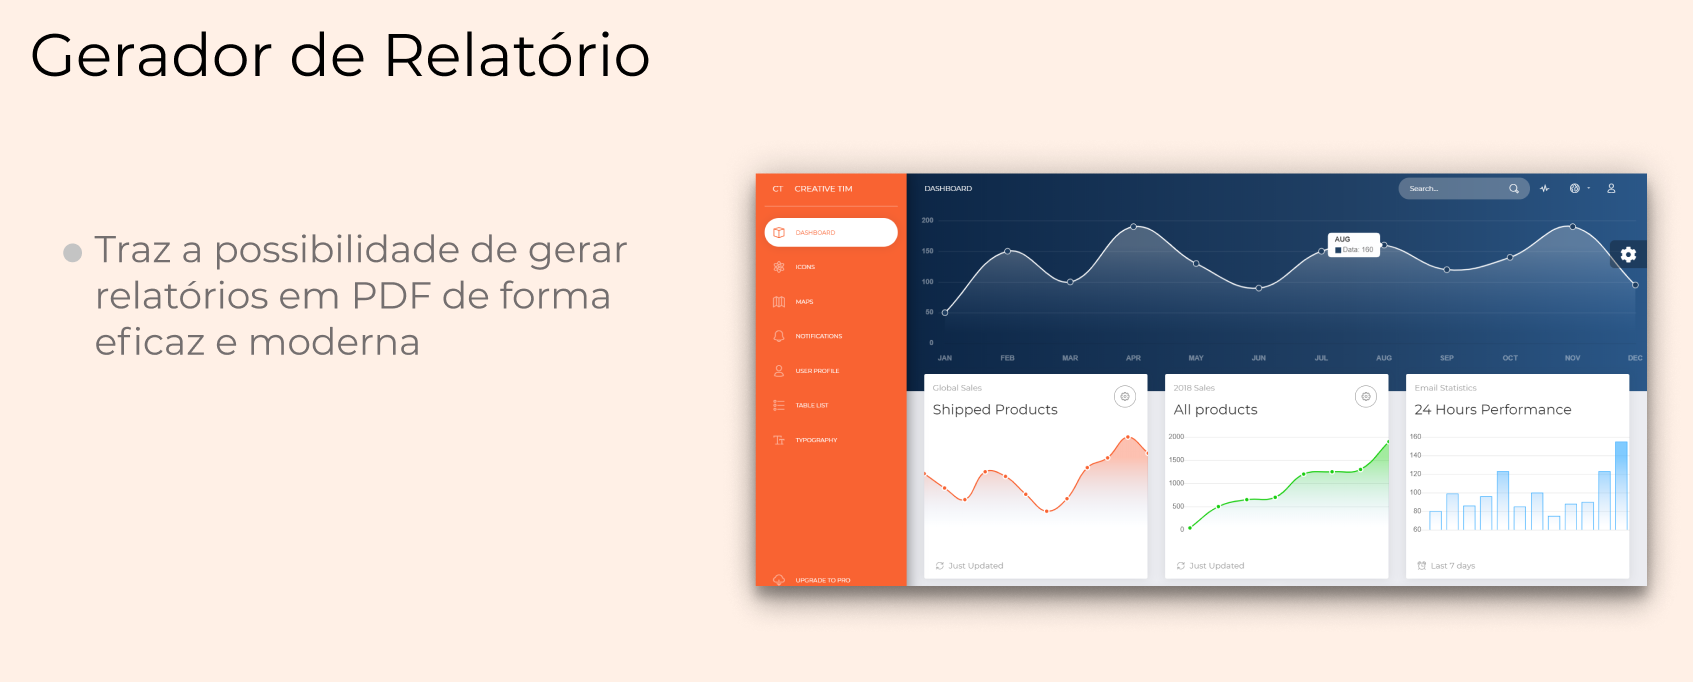 Gerador de Relatório
Traz a possibilidade de gerar
relatórios em PDF de forma
eficaz e moderna
CT CREATIVE TIM
DASHBOARD
ICONS
MAPS
NOTIFICATIONS
USER PROFILE
TABLE LIST
TYPOGRAPHY
UPGRADE TO PRO
DASHBOARD
Search...
200
150
100
50
0
AUG
Data: 160
JAN FEB MAR APR MAY JUN JUL AUG SEP OCT NOV DEC
Global Sales
Shipped Products
Just Updated
2018 Sales
All products
2000
1500
1000
500
0
Just Updated
Email Statistics
24 Hours Performance
160
140
120
100
80
60
Last 7 days